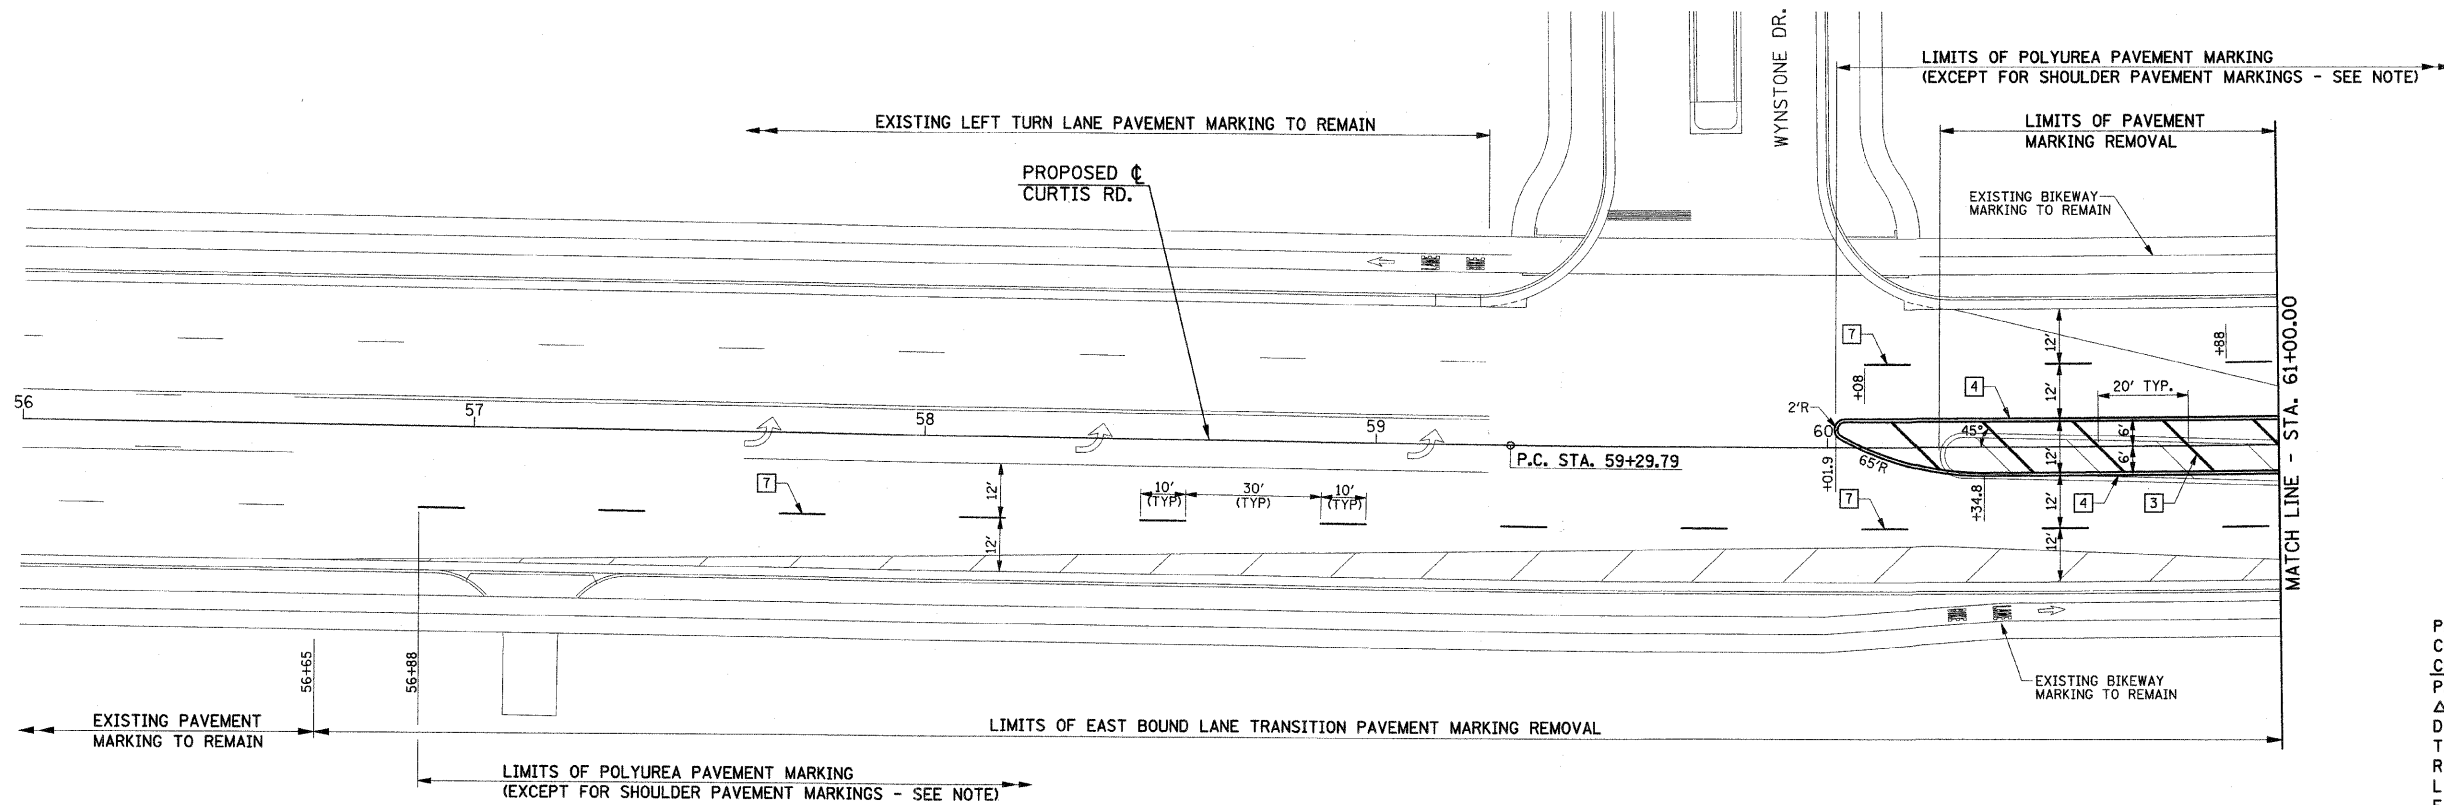 WYNSTONE DR.
LIMITS OF POLYUREA PAVEMENT MARKING
(EXCEPT FOR SHOULDER PAVEMENT MARKINGS - SEE NOTE)
EXISTING LEFT TURN LANE PAVEMENT MARKING TO REMAIN
LIMITS OF PAVEMENT
MARKING REMOVAL
PROPOSED ℄
CURTIS RD.
EXISTING BIKEWAY
MARKING TO REMAIN
MATCH LINE - STA. 61+00.00
7
12'
+88
+08
4
12'
20' TYP.
56
57
58
59
2'R
60
45°
6'
12'
6'
P.C. STA. 59+29.79
65'R
+01.9
+34.8
7
12'
10'
(TYP)
30'
(TYP)
10'
(TYP)
7
4
3
12'
12'
12'
EXISTING BIKEWAY
MARKING TO REMAIN
56+65
56+88
EXISTING PAVEMENT
MARKING TO REMAIN
LIMITS OF EAST BOUND LANE TRANSITION PAVEMENT MARKING REMOVAL
LIMITS OF POLYUREA PAVEMENT MARKING
(EXCEPT FOR SHOULDER PAVEMENT MARKINGS - SEE NOTE)
P
C
C
P
D
T
R
L